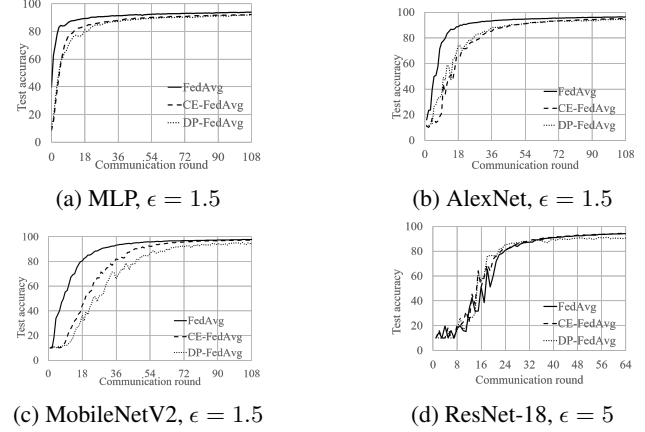 100
80
60
40
20
0
Test accuracy
FedAvg
CE-FedAvg
DP-FedAvg
0 18 36 54 72 90 108
Communication round
(a) MLP, ϵ = 1.5
100
80
60
40
20
0
Test accuracy
FedAvg
CE-FedAvg
DP-FedAvg
0 18 36 54 72 90 108
Communication round
(b) AlexNet, ϵ = 1.5
100
80
60
40
20
0
Test accuracy
FedAvg
CE-FedAvg
DP-FedAvg
0 18 36 54 72 90 108
Communication round
(c) MobileNetV2, ϵ = 1.5
100
80
60
40
20
0
Test accuracy
FedAvg
CE-FedAvg
DP-FedAvg
0 8 16 24 32 40 48 56 64
Communication round
(d) ResNet-18, ϵ = 5